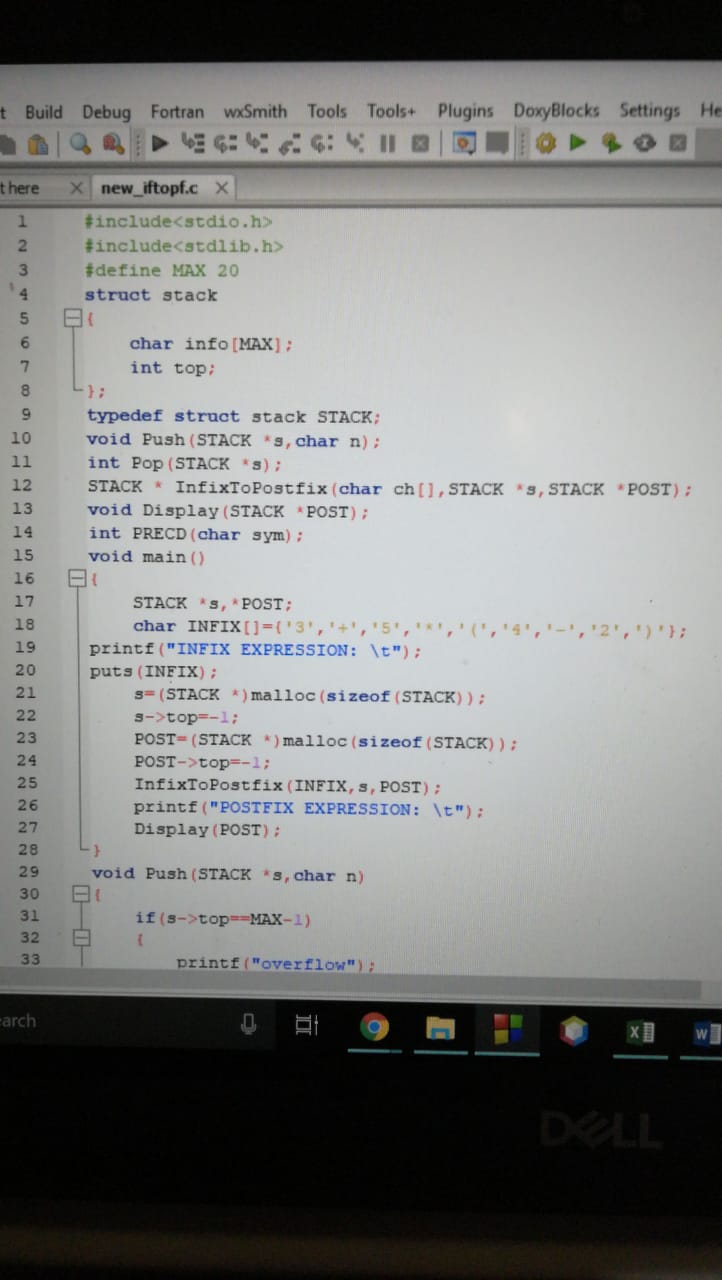 Build Debug Fortran wxSmith Tools Tools+ Plugins DoxyBlocks Settings
here new_iftopf.c
1 #include<stdio.h>
2 #include<stdlib.h>
3 #define MAX 20
4 struct stack
5 {
6 char info[MAX];
7 int top;
8 };
9 typedef struct stack STACK;
10 void Push(STACK *s,char n);
11 int Pop(STACK *s);
12 STACK * InfixToPostfix(char ch[],STACK *s,STACK *POST);
13 void Display(STACK *POST);
14 int PRECD(char sym);
15 void main()
16 {
17 STACK *s,*POST;
18 char INFIX[]={'3','+','5','*','(','4','-','2',')'};
19 printf("INFIX EXPRESSION: \t");
20 puts(INFIX);
21 s=(STACK *)malloc(sizeof(STACK));
22 s->top=-1;
23 POST=(STACK *)malloc(sizeof(STACK));
24 POST->top=-1;
25 InfixToPostfix(INFIX,s,POST);
26 printf("POSTFIX EXPRESSION: \t");
27 Display(POST);
28 }
29 void Push(STACK *s,char n)
30 {
31 if(s->top==MAX-1)
32 {
33 printf("overflow");
earch
DELL